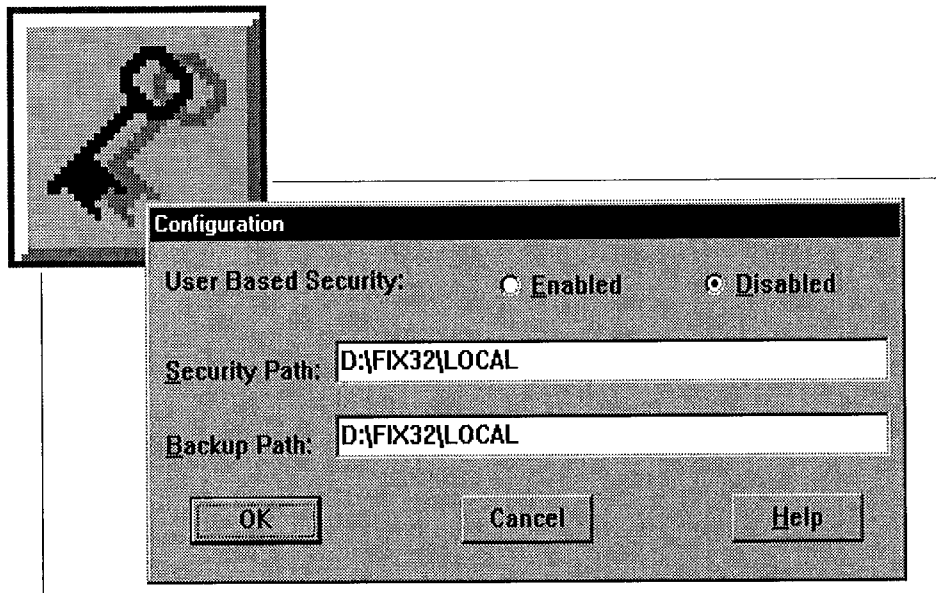 Configuration
User Based Security: Enabled Disabled
Security Path: D:\FIX32\LOCAL
Backup Path: D:\FIX32\LOCAL
OK Cancel Help